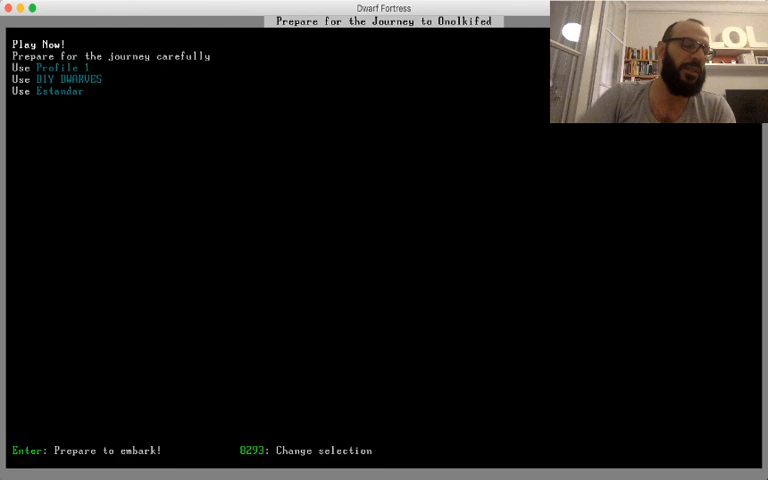 Dwarf Fortress
Prepare for the Journey to Onolkifed
Play Now!
Prepare for the journey carefully
Use Profile 1
Use DIY DWARVES
Use Estandar
LOL
Enter: Prepare to embark!
8293: Change selection